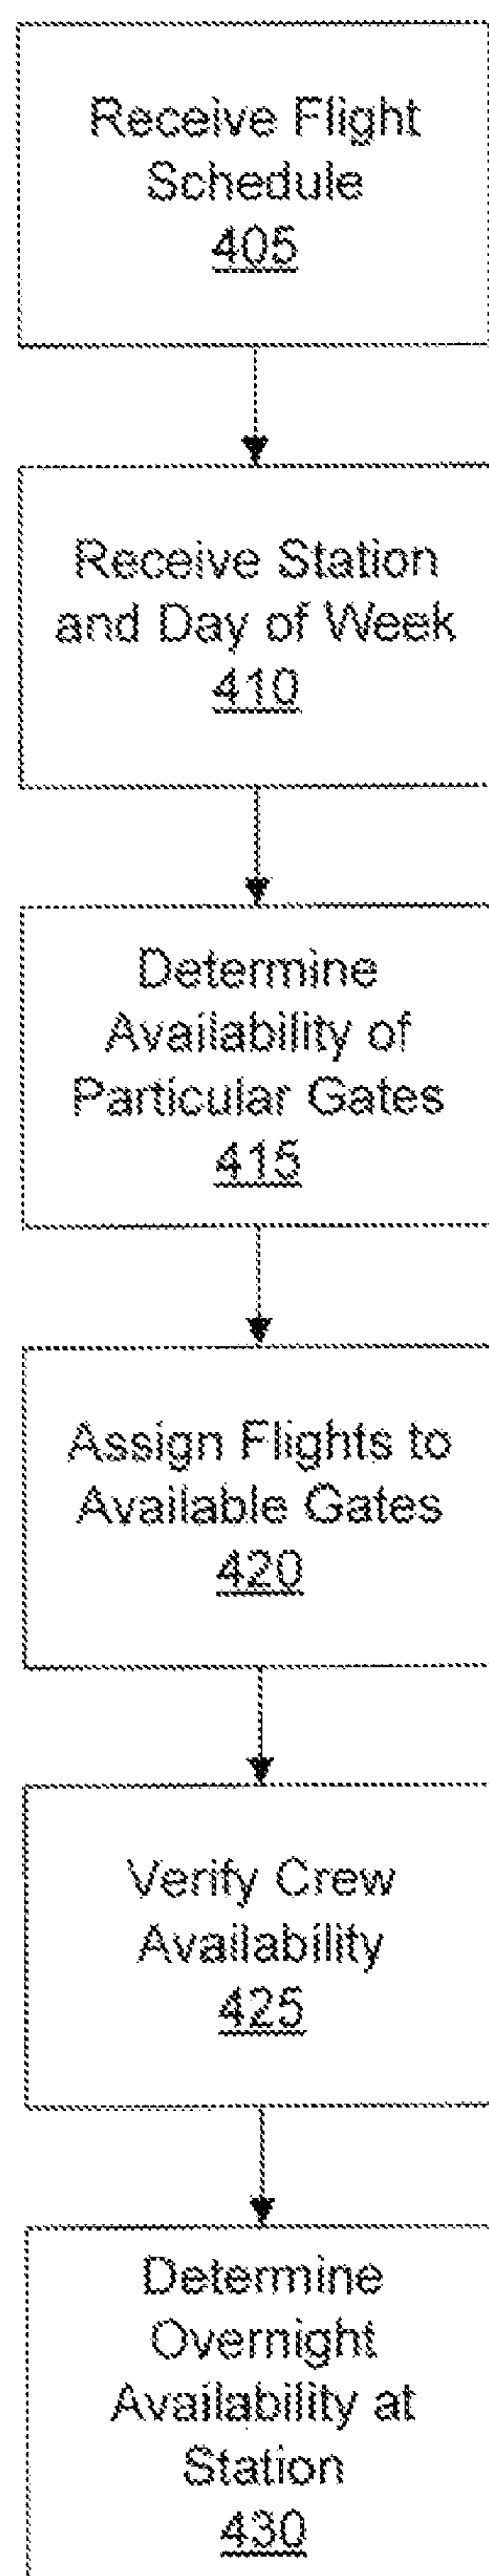 Receive Flight
Schedule
405
Receive Station
and Day of Week
410
Determine
Availability of
Particular Gates
415
Assign Flights to
Available Gates
420
Verify Crew
Availability
425
Determine
Overnight
Availability at
Station
430